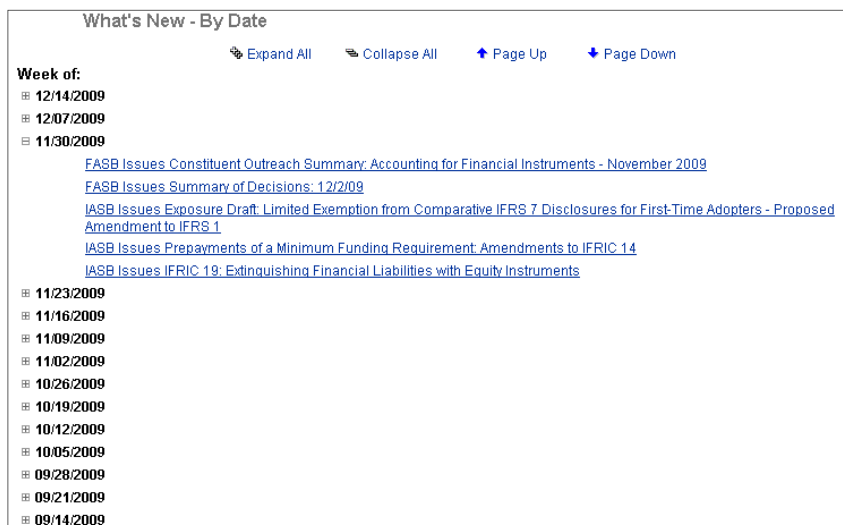 What's New - By Date
Expand All Collapse All Page Up Page Down
Week of:
12/14/2009
12/07/2009
11/30/2009
FASB Issues Constituent Outreach Summary: Accounting for Financial Instruments - November 2009
FASB Issues Summary of Decisions: 12/2/09
IASB Issues Exposure Draft: Limited Exemption from Comparative IFRS 7 Disclosures for First-Time Adopters - Proposed
Amendment to IFRS 1
IASB Issues Prepayments of a Minimum Funding Requirement: Amendments to IFRIC 14
IASB Issues IFRIC 19: Extinguishing Financial Liabilities with Equity Instruments
11/23/2009
11/16/2009
11/09/2009
11/02/2009
10/26/2009
10/19/2009
10/12/2009
10/05/2009
09/28/2009
09/21/2009
09/14/2009